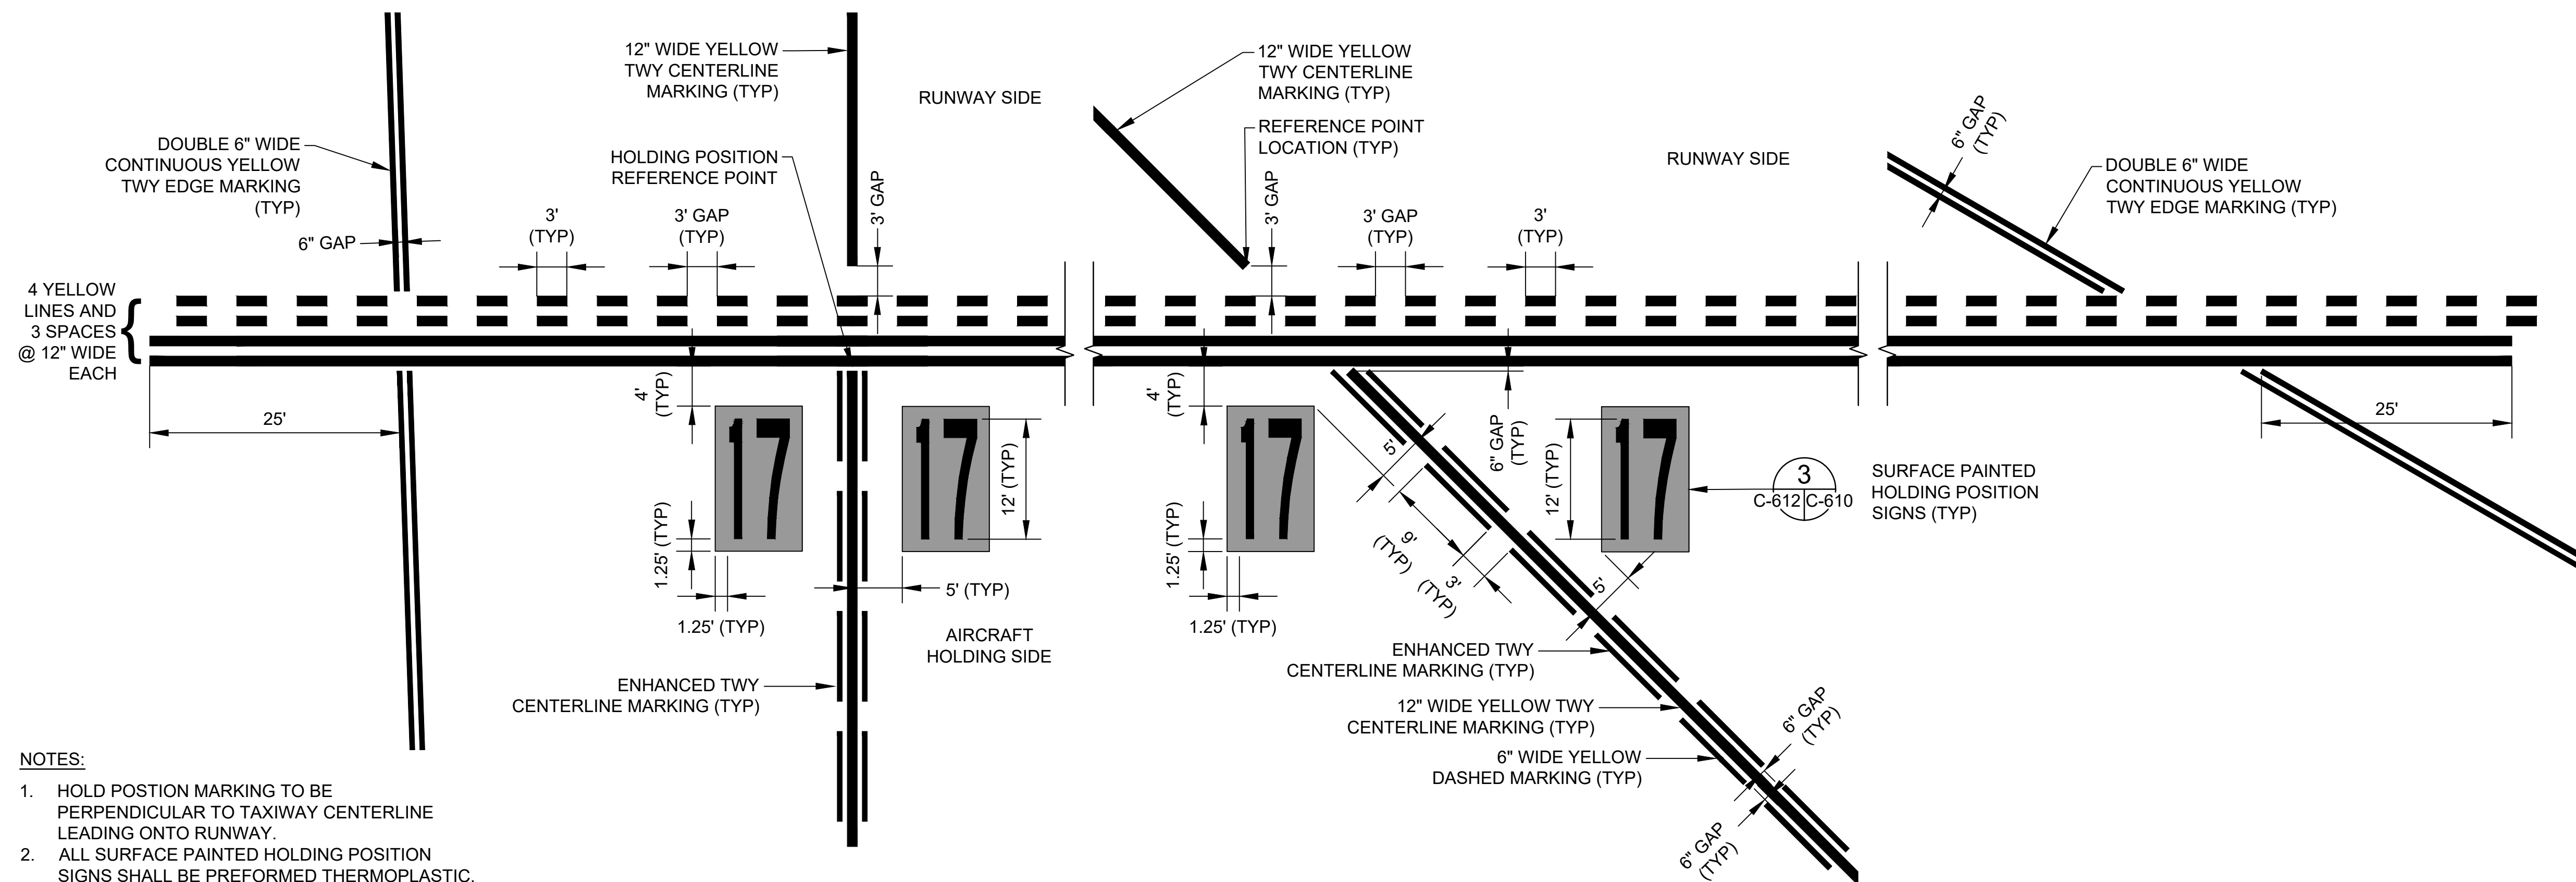 12" WIDE YELLOW
TWY CENTERLINE
MARKING (TYP)
RUNWAY SIDE
DOUBLE 6" WIDE
CONTINUOUS YELLOW
TWY EDGE MARKING
(TYP)
HOLDING POSITION
REFERENCE POINT
6" GAP
3'
(TYP)
3' GAP
(TYP)
3' GAP
4 YELLOW
LINES AND
3 SPACES
@ 12" WIDE
EACH
{
25'
4'
(TYP)
17
17
12' (TYP)
1.25' (TYP)
1.25' (TYP)
5' (TYP)
AIRCRAFT
HOLDING SIDE
ENHANCED TWY
CENTERLINE MARKING (TYP)
12" WIDE YELLOW
TWY CENTERLINE
MARKING (TYP)
REFERENCE POINT
LOCATION (TYP)
RUNWAY SIDE
3' GAP
3' GAP
(TYP)
3'
(TYP)
6" GAP
(TYP)
DOUBLE 6" WIDE
CONTINUOUS YELLOW
TWY EDGE MARKING (TYP)
4'
(TYP)
17
5'
6" GAP
(TYP)
12' (TYP)
17
3
C-612 C-610
SURFACE PAINTED
HOLDING POSITION
SIGNS (TYP)
25'
1.25' (TYP)
1.25' (TYP)
9'
(TYP)
3'
(TYP)
5'
ENHANCED TWY
CENTERLINE MARKING (TYP)
12" WIDE YELLOW TWY
CENTERLINE MARKING (TYP)
6" WIDE YELLOW
DASHED MARKING (TYP)
6" GAP
(TYP)
6" GAP
(TYP)
NOTES:
1. HOLD POSTION MARKING TO BE
PERPENDICULAR TO TAXIWAY CENTERLINE
LEADING ONTO RUNWAY.
2. ALL SURFACE PAINTED HOLDING POSITION
SIGNS SHALL BE PREFORMED THERMOPLASTIC.